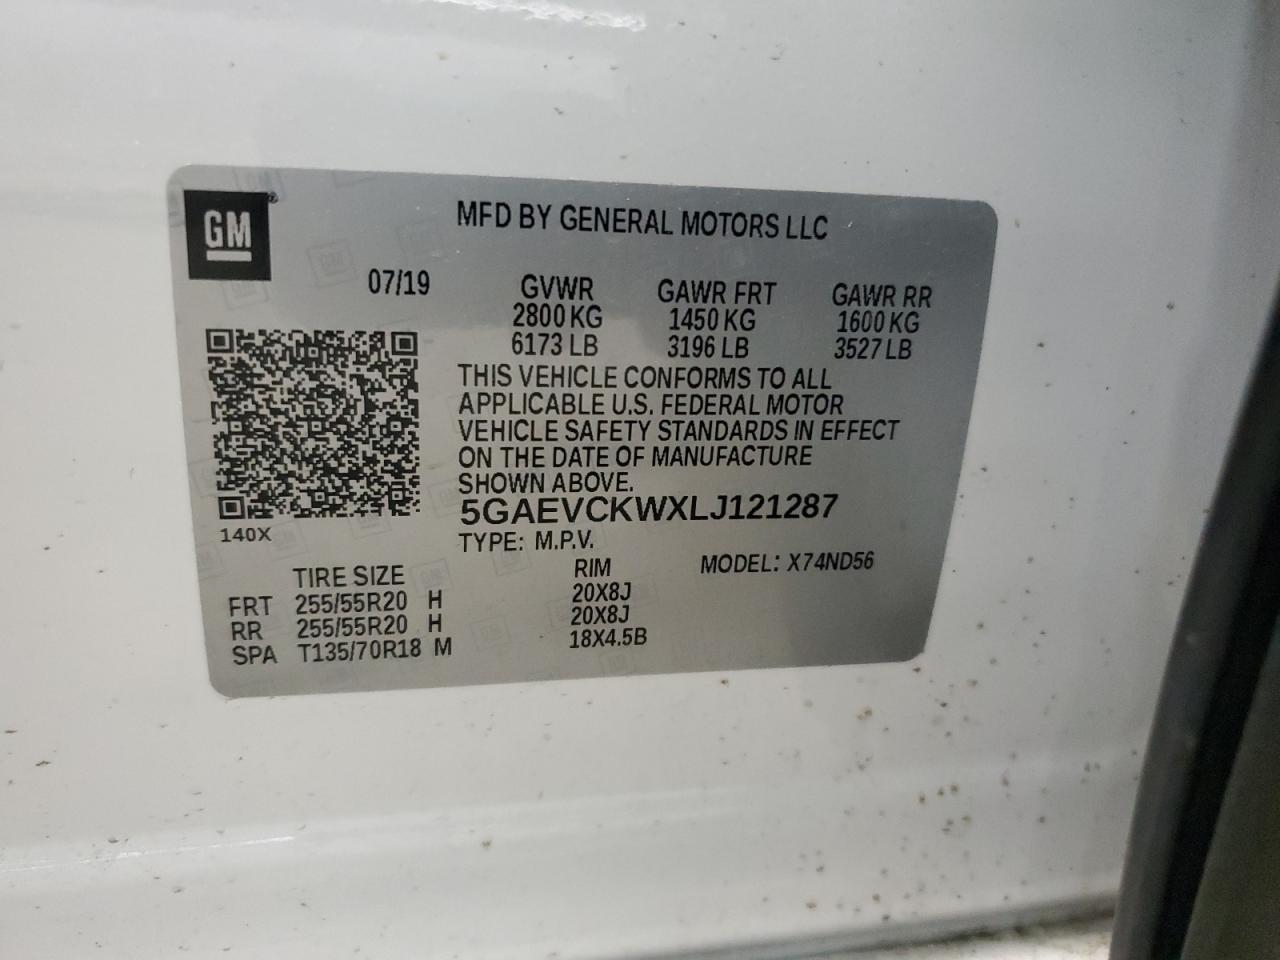 GM
MFD BY GENERAL MOTORS LLC
07/19 GVWR GAWR FRT GAWR RR
2800 KG 1450 KG 1600 KG
6173 LB 3196 LB 3527 LB
THIS VEHICLE CONFORMS TO ALL
APPLICABLE U.S. FEDERAL MOTOR
VEHICLE SAFETY STANDARDS IN EFFECT
ON THE DATE OF MANUFACTURE
SHOWN ABOVE.
5GAEVCKWXLJ121287
140X
TYPE: M.P.V.
TIRE SIZE RIM MODEL: X74ND56
FRT 255/55R20 H 20X8J
RR 255/55R20 H 20X8J
SPA T135/70R18 M 18X4.5B